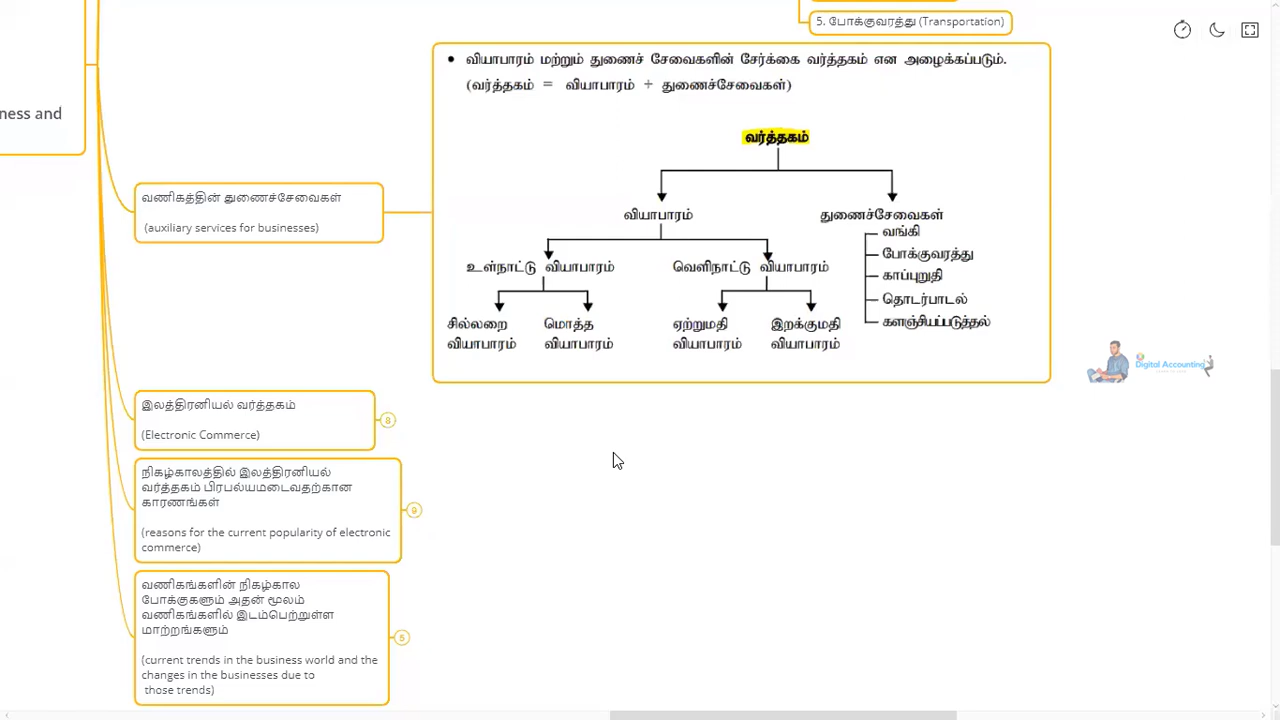 5. போக்குவரத்து (Transportation)
• வியாபாரம் மற்றும் துணைச் சேவைகளின் சேர்க்கை வர்த்தகம் என அழைக்கப்படும்.
(வர்த்தகம் = வியாபாரம் + துணைச்சேவைகள்)
ness and
வர்த்தகம்
வணிகத்தின் துணைச்சேவைகள்
(auxiliary services for businesses)
வியாபாரம்
துணைச்சேவைகள்
வங்கி
போக்குவரத்து
காப்புறுதி
தொடர்பாடல்
களஞ்சியப்படுத்தல்
உள்நாட்டு வியாபாரம்
வெளிநாட்டு வியாபாரம்
சில்லறை
வியாபாரம்
மொத்த
வியாபாரம்
ஏற்றுமதி
வியாபாரம்
இறக்குமதி
வியாபாரம்
Digital Accounting
இலத்திரனியல் வர்த்தகம்
(Electronic Commerce)
8
நிகழ்காலத்தில் இலத்திரனியல்
வர்த்தகம் பிரபல்யமடைவதற்கான
காரணங்கள்
(reasons for the current popularity of electronic
commerce)
9
வணிகங்களின் நிகழ்கால
போக்குகளும் அதன் மூலம்
வணிகங்களில் இடம்பெற்றுள்ள
மாற்றங்களும்
(current trends in the business world and the
changes in the businesses due to
those trends)
5